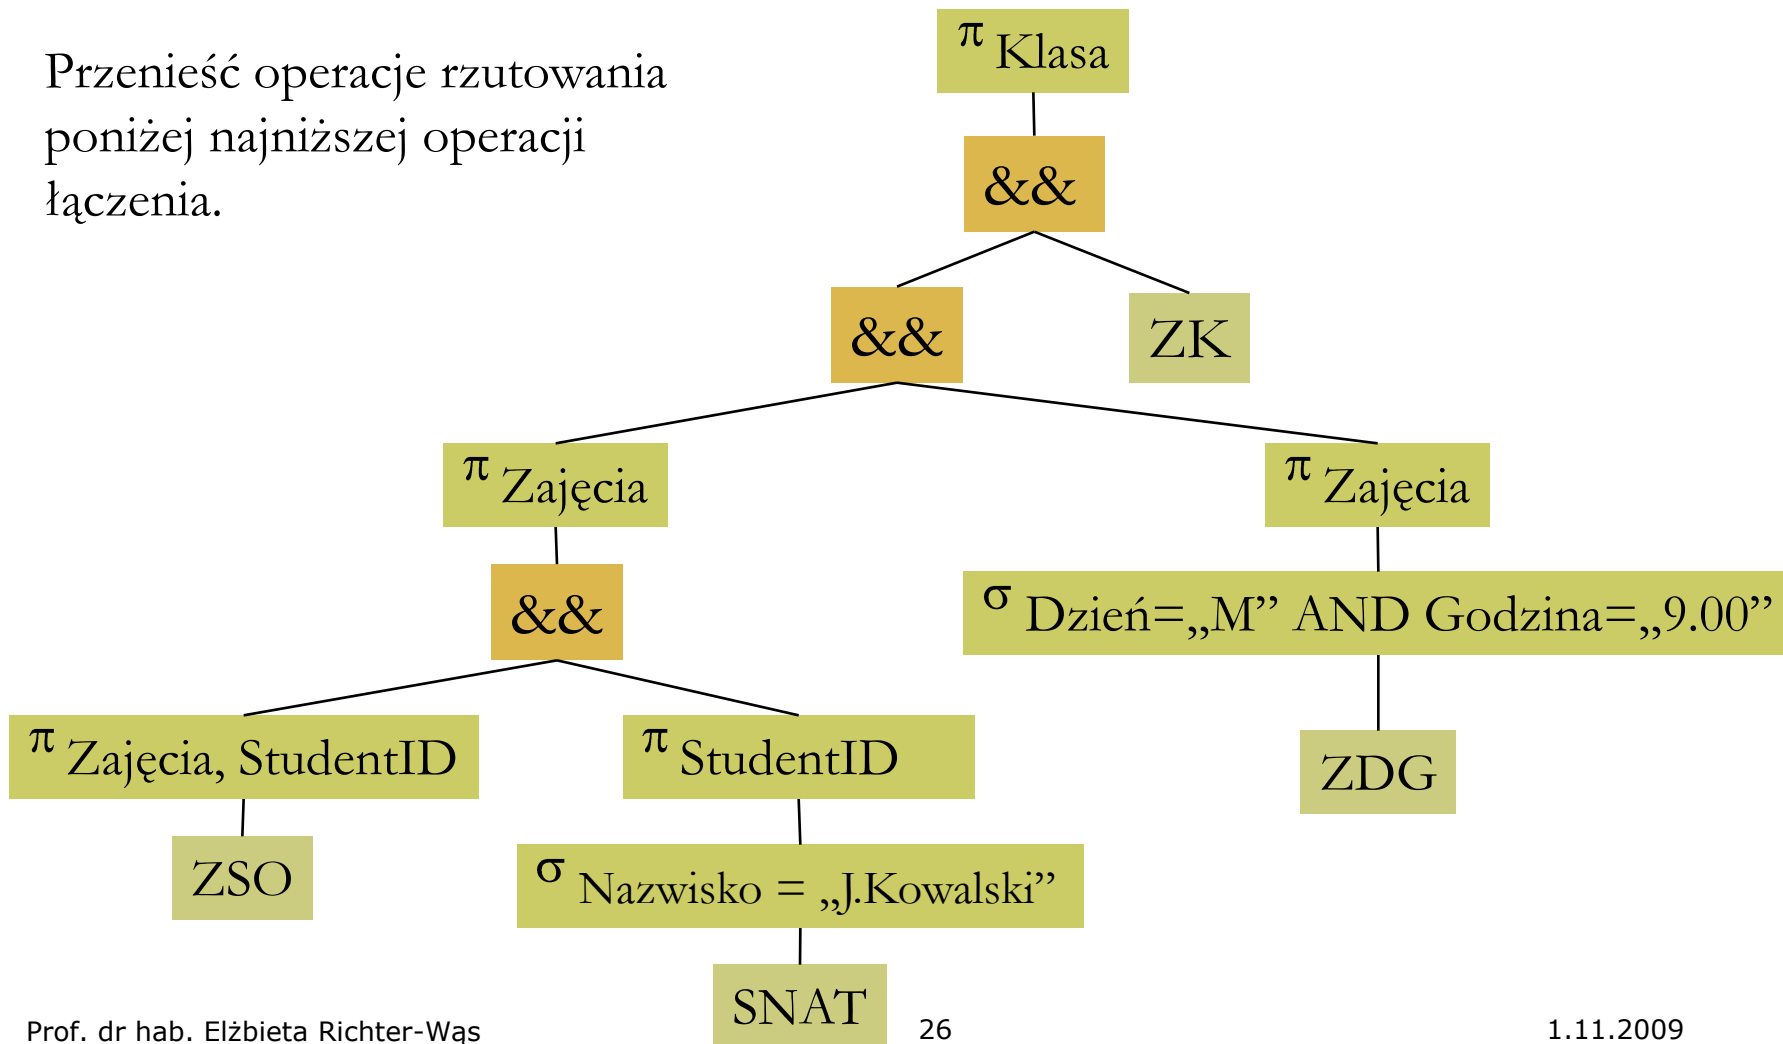 Przenieść operacje rzutowania
poniżej najniższej operacji
łączenia.
π Klasa
&&
&&
ZK
π Zajęcia
π Zajęcia
&&
σ Dzień=„M” AND Godzina=„9.00”
π Zajęcia, StudentID
π StudentID
ZDG
ZSO
σ Nazwisko = „J.Kowalski”
SNAT
Prof. dr hab. Elżbieta Richter-Wąs
26
1.11.2009